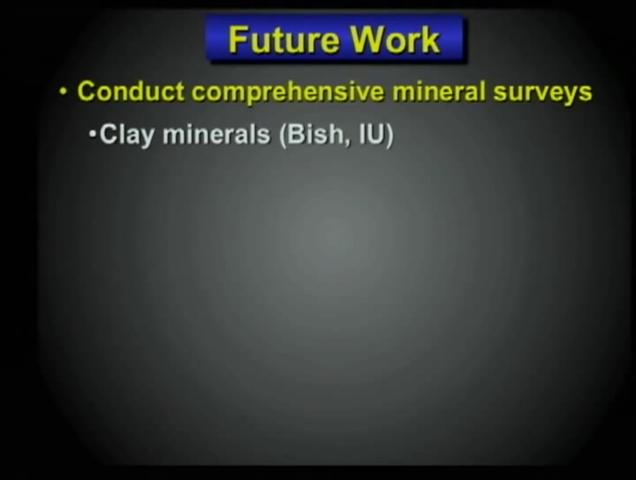 Future Work
• Conduct comprehensive mineral surveys
•Clay minerals (Bish, IU)